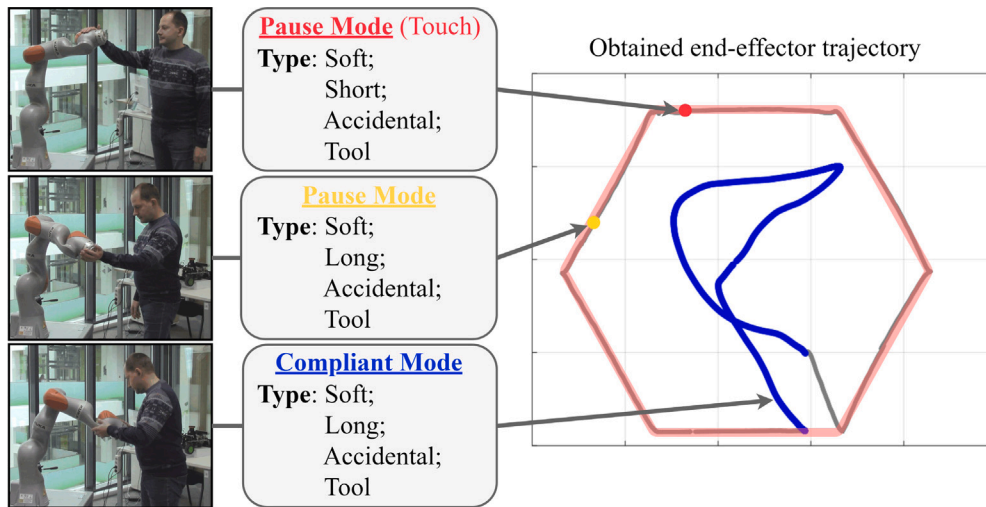 Pause Mode (Touch)
Type: Soft;
Short;
Accidental;
Tool
Pause Mode
Type: Soft;
Long;
Accidental;
Tool
Compliant Mode
Type: Soft;
Long;
Accidental;
Tool
Obtained end-effector trajectory